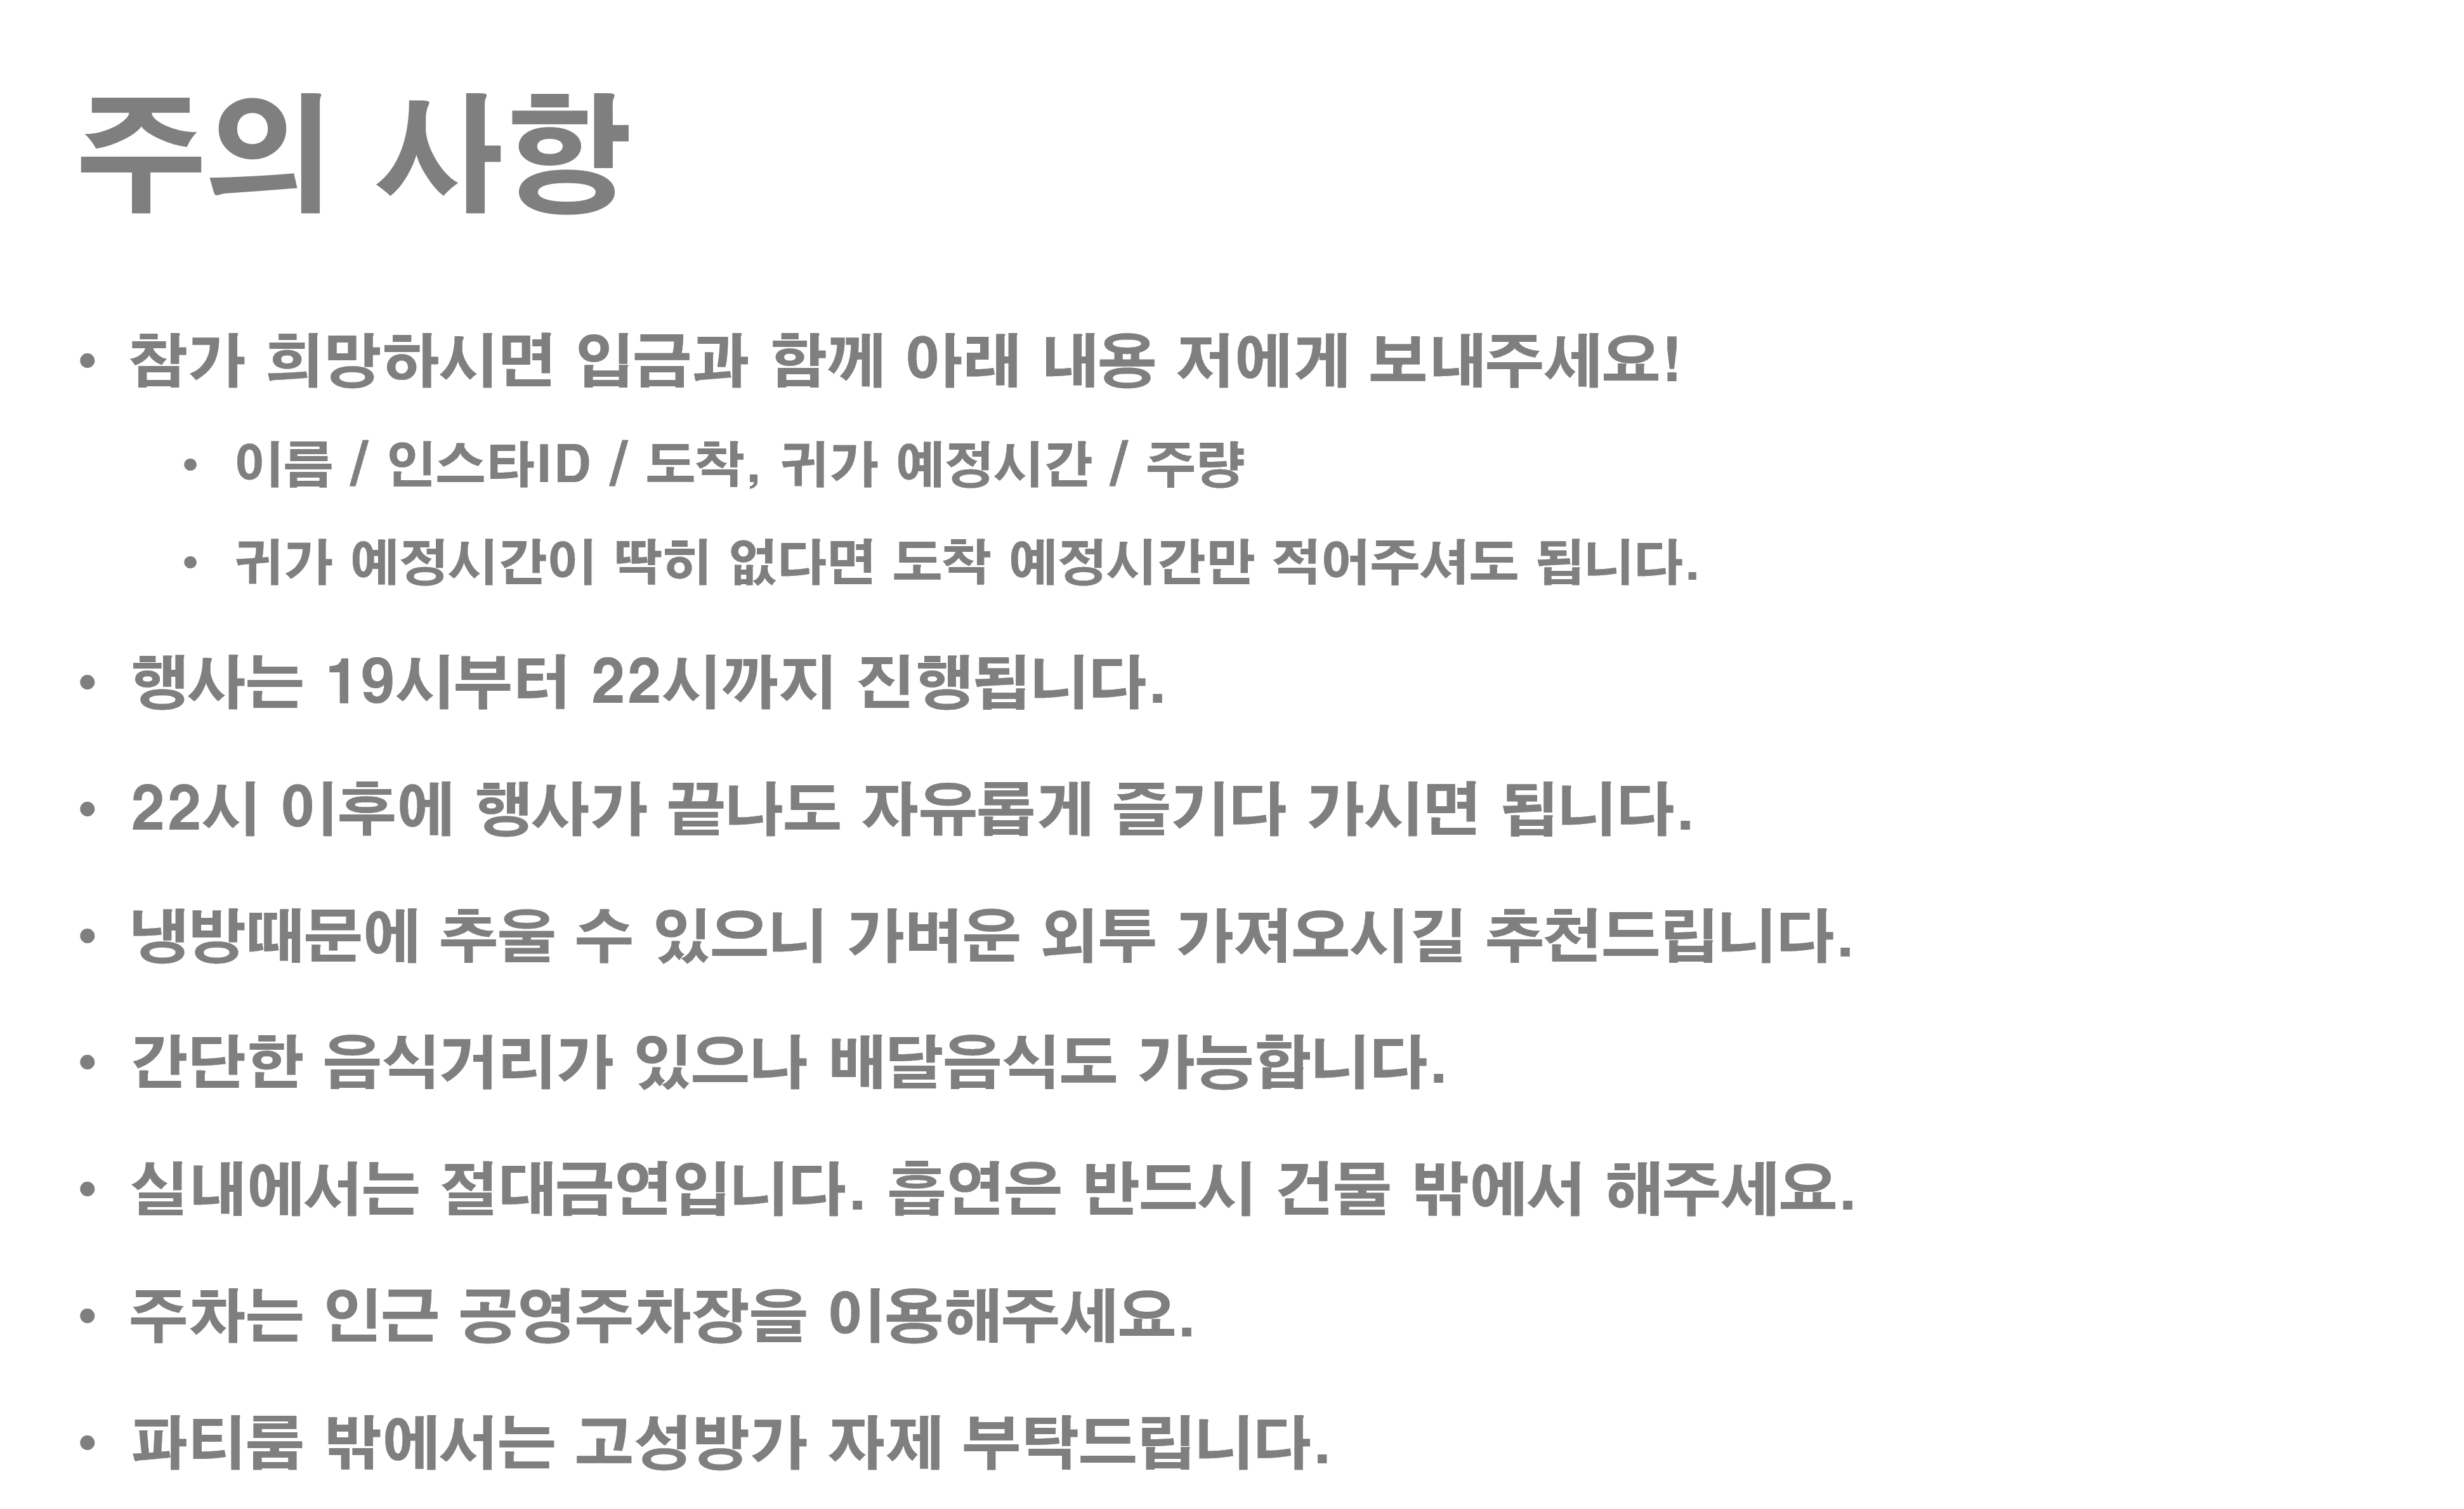 주의 사항
• 참가 희망하시면 입금과 함께 아래 내용 저에게 보내주세요!
• 이름 / 인스타ID / 도착, 귀가 예정시간 / 주량
• 귀가 예정시간이 딱히 없다면 도착 예정시간만 적어주셔도 됩니다.
• 행사는 19시부터 22시까지 진행됩니다.
• 22시 이후에 행사가 끝나도 자유롭게 즐기다 가시면 됩니다.
• 냉방때문에 추울 수 있으니 가벼운 외투 가져오시길 추천드립니다.
• 간단한 음식거리가 있으나 배달음식도 가능합니다.
• 실내에서는 절대금연입니다. 흡연은 반드시 건물 밖에서 해주세요.
• 주차는 인근 공영주차장을 이용해주세요.
• 파티룸 밖에서는 고성방가 자제 부탁드립니다.